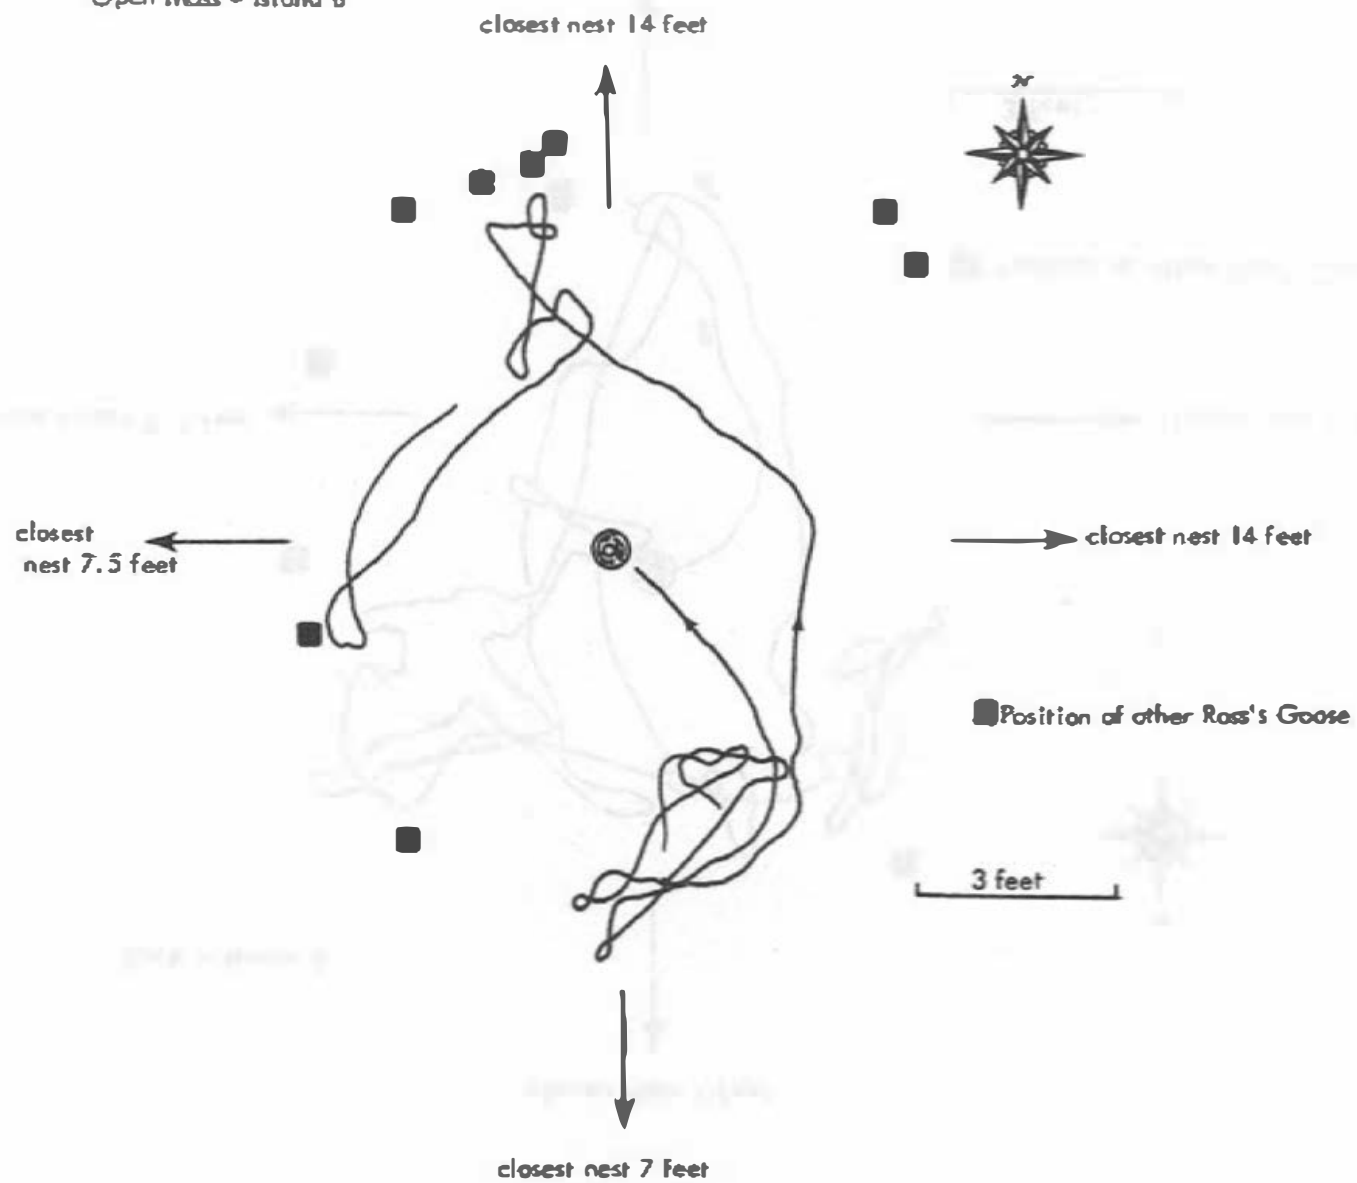 closest nest 14 feet
N
closest
nest 7.5 feet
closest nest 14 feet
Position of other Ross's Goose
3 feet
closest nest 7 feet